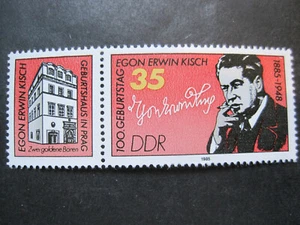 EGON ERWIN KISCH
GEBURTSHAUS IN PRAG
Zwei goldene Bären
100. GEBURTSTAG
EGON ERWIN KISCH
35
DDR
1885-1948
1985